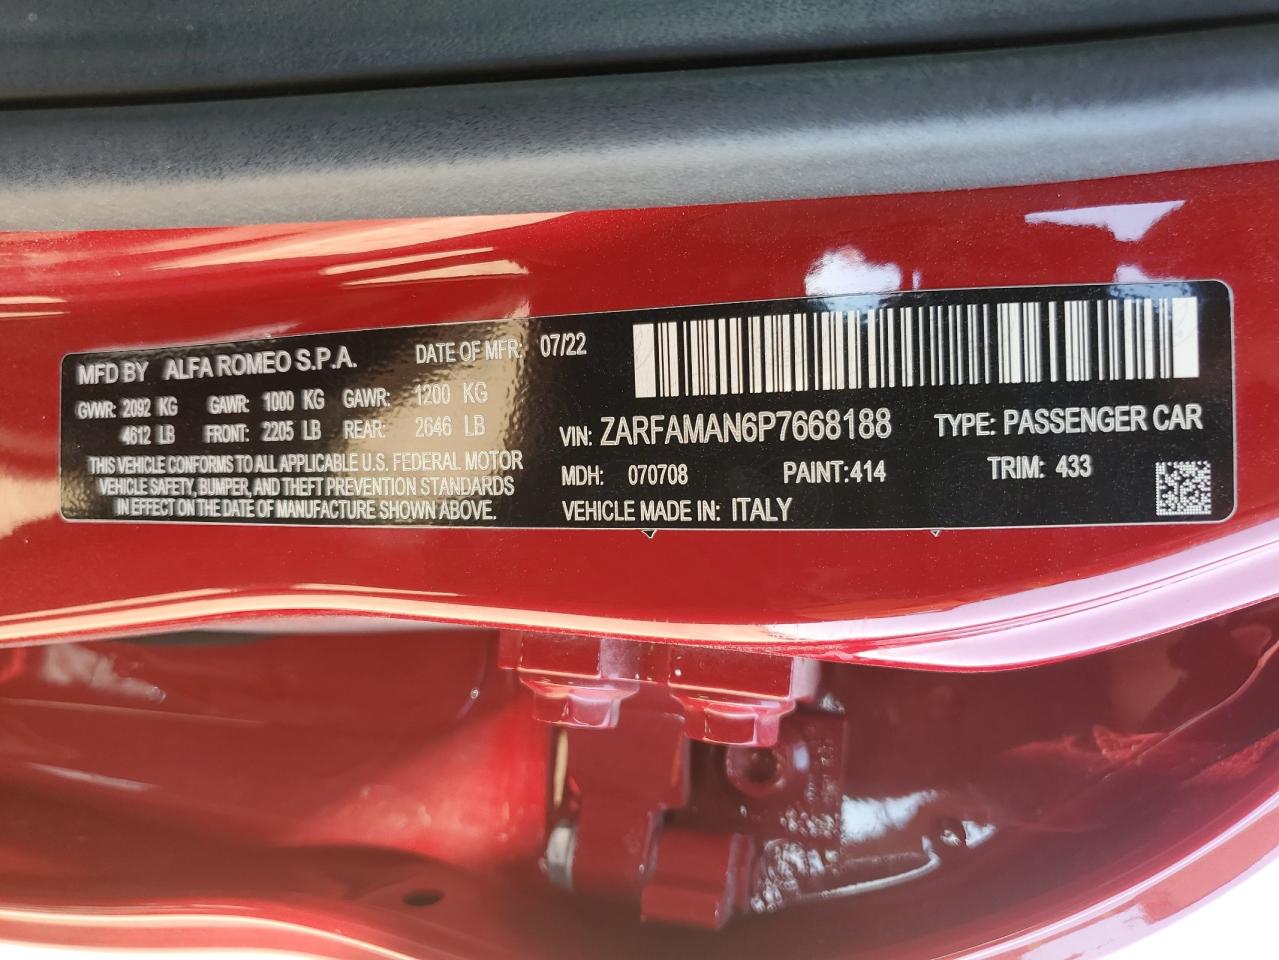 MFD BY ALFA ROMEO S.P.A. DATE OF MFR: 07/22
GVWR: 2092 KG GAWR: 1000 KG GAWR: 1200 KG
4612 LB FRONT: 2205 LB REAR: 2646 LB
THIS VEHICLE CONFORMS TO ALL APPLICABLE U.S. FEDERAL MOTOR
VEHICLE SAFETY, BUMPER, AND THEFT PREVENTION STANDARDS
IN EFFECT ON THE DATE OF MANUFACTURE SHOWN ABOVE.
VIN: ZARFAMAN6P7668188 TYPE: PASSENGER CAR
MDH: 070708 PAINT:414 TRIM: 433
VEHICLE MADE IN: ITALY